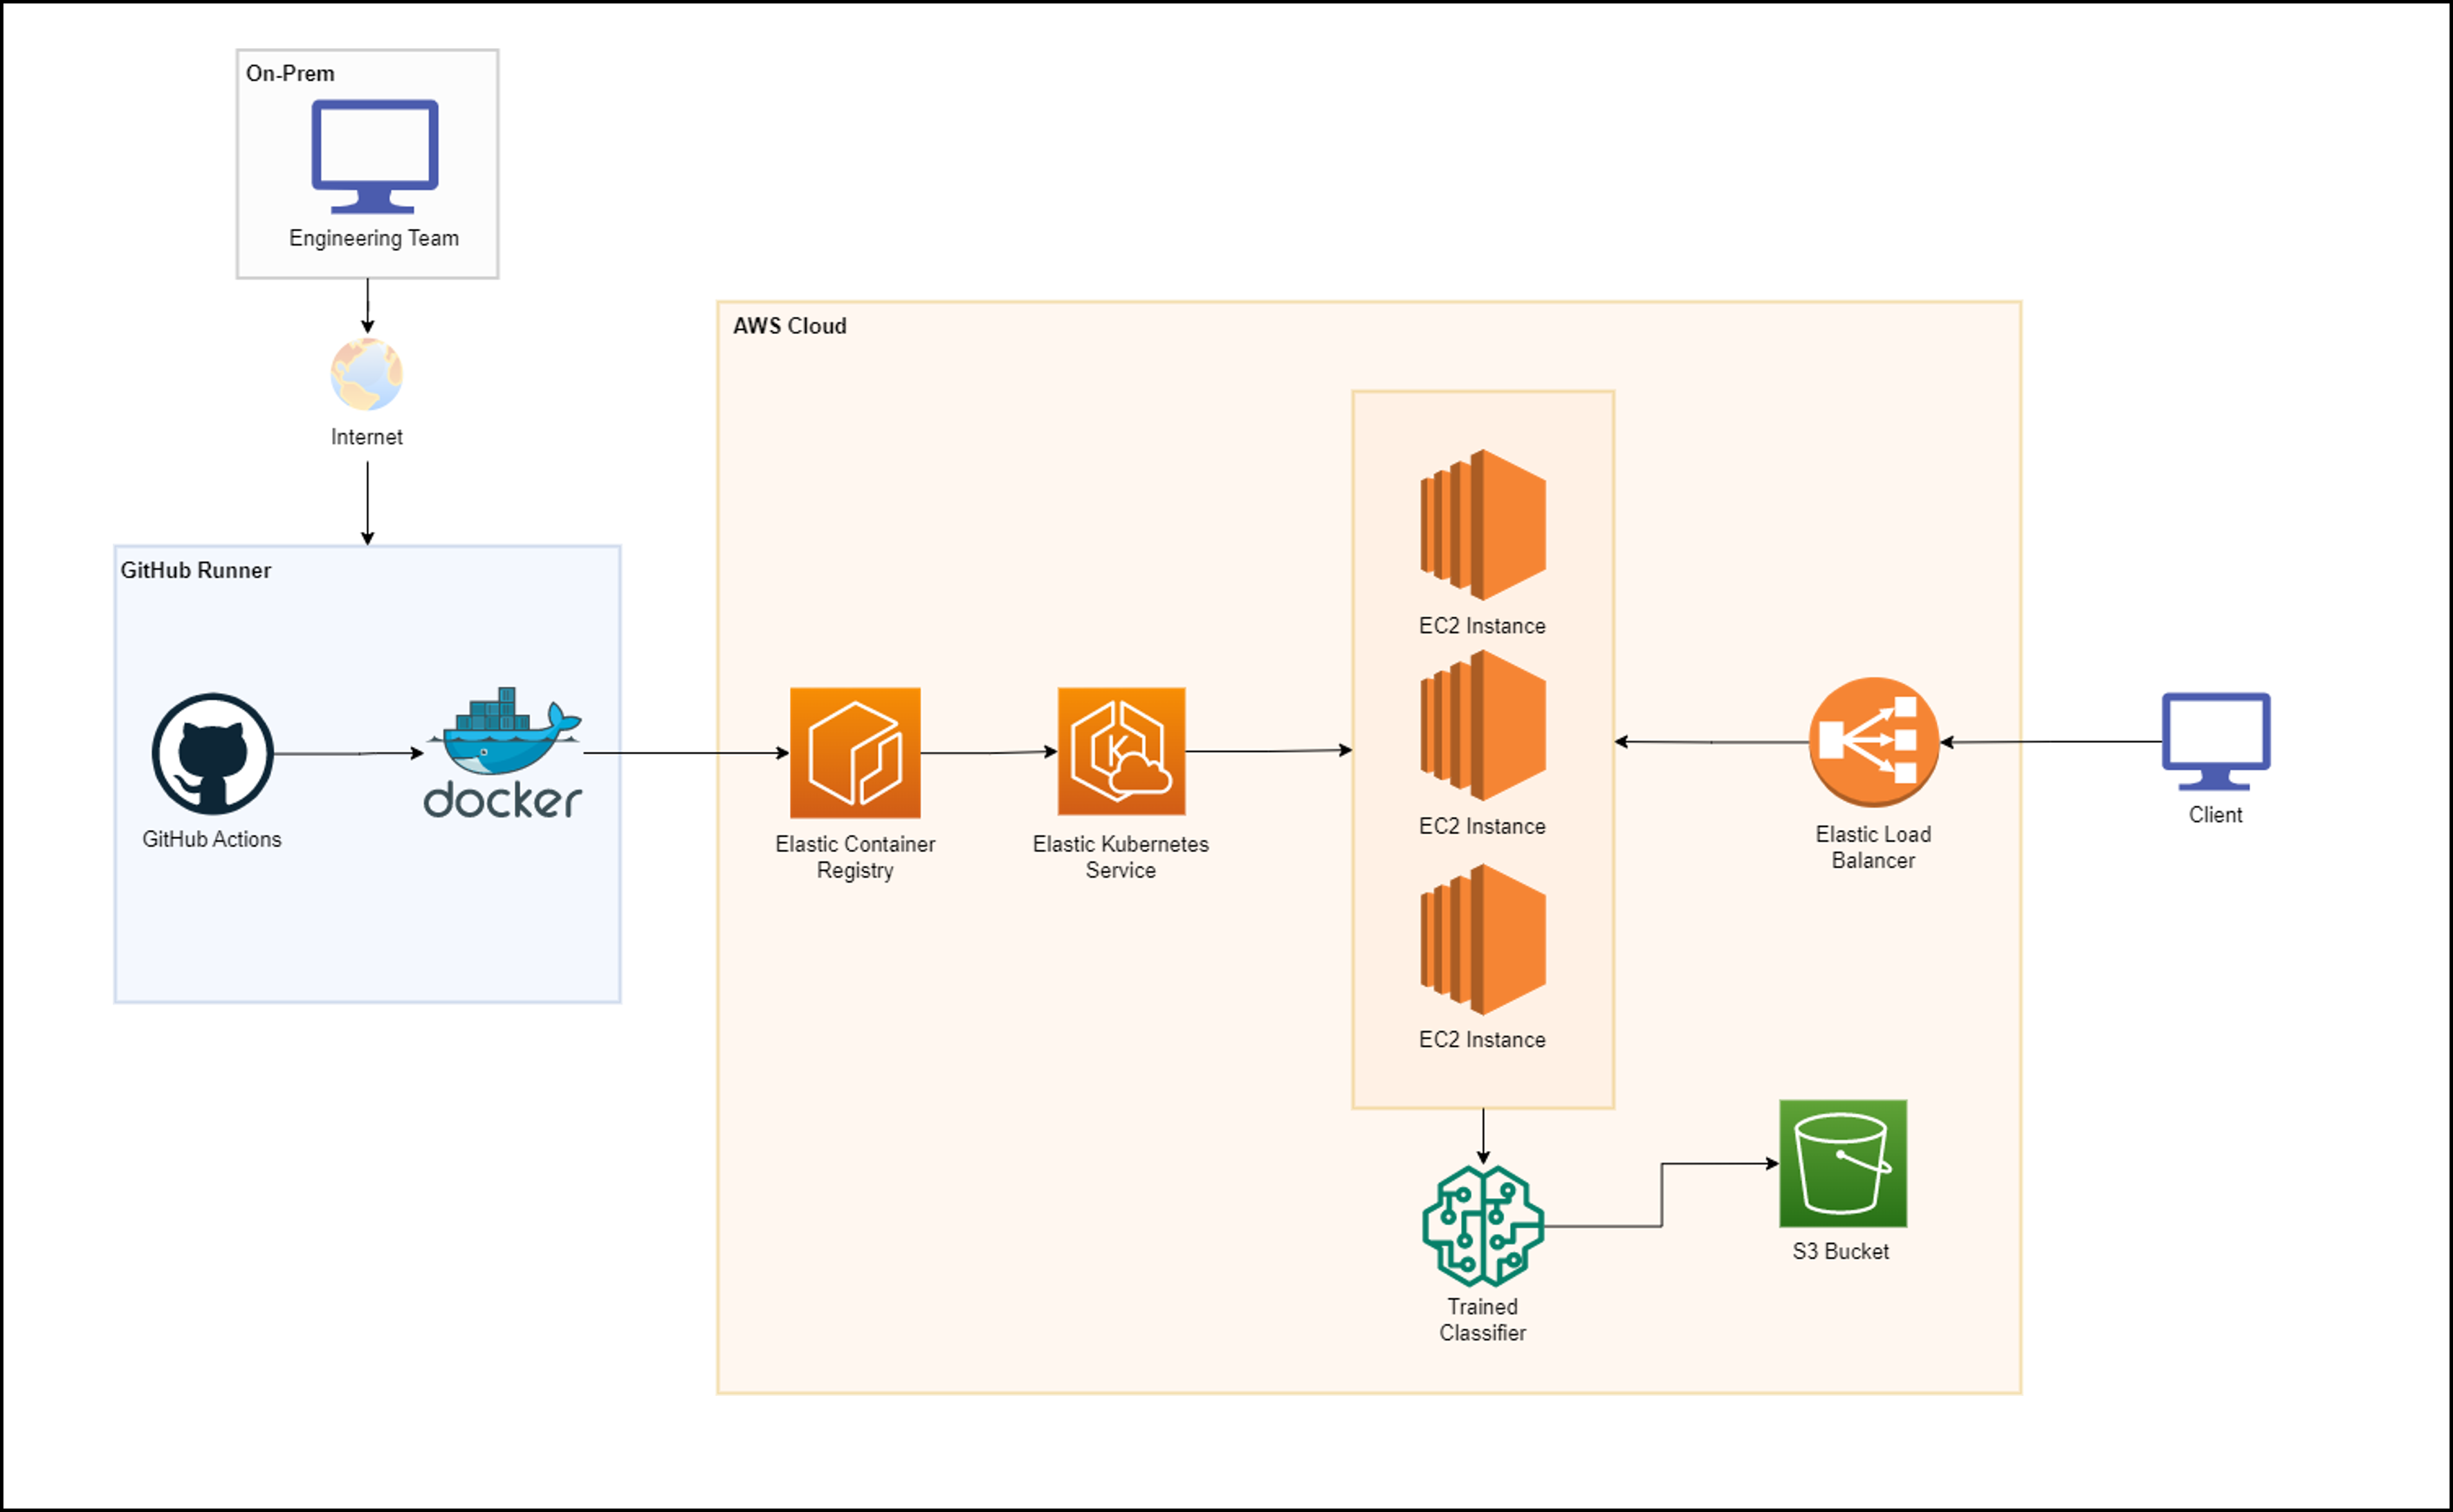 On-Prem
Engineering Team
Internet
GitHub Runner
GitHub Actions
docker
AWS Cloud
Elastic Container
Registry
Elastic Kubernetes
Service
EC2 Instance
EC2 Instance
EC2 Instance
Elastic Load
Balancer
Client
Trained
Classifier
S3 Bucket